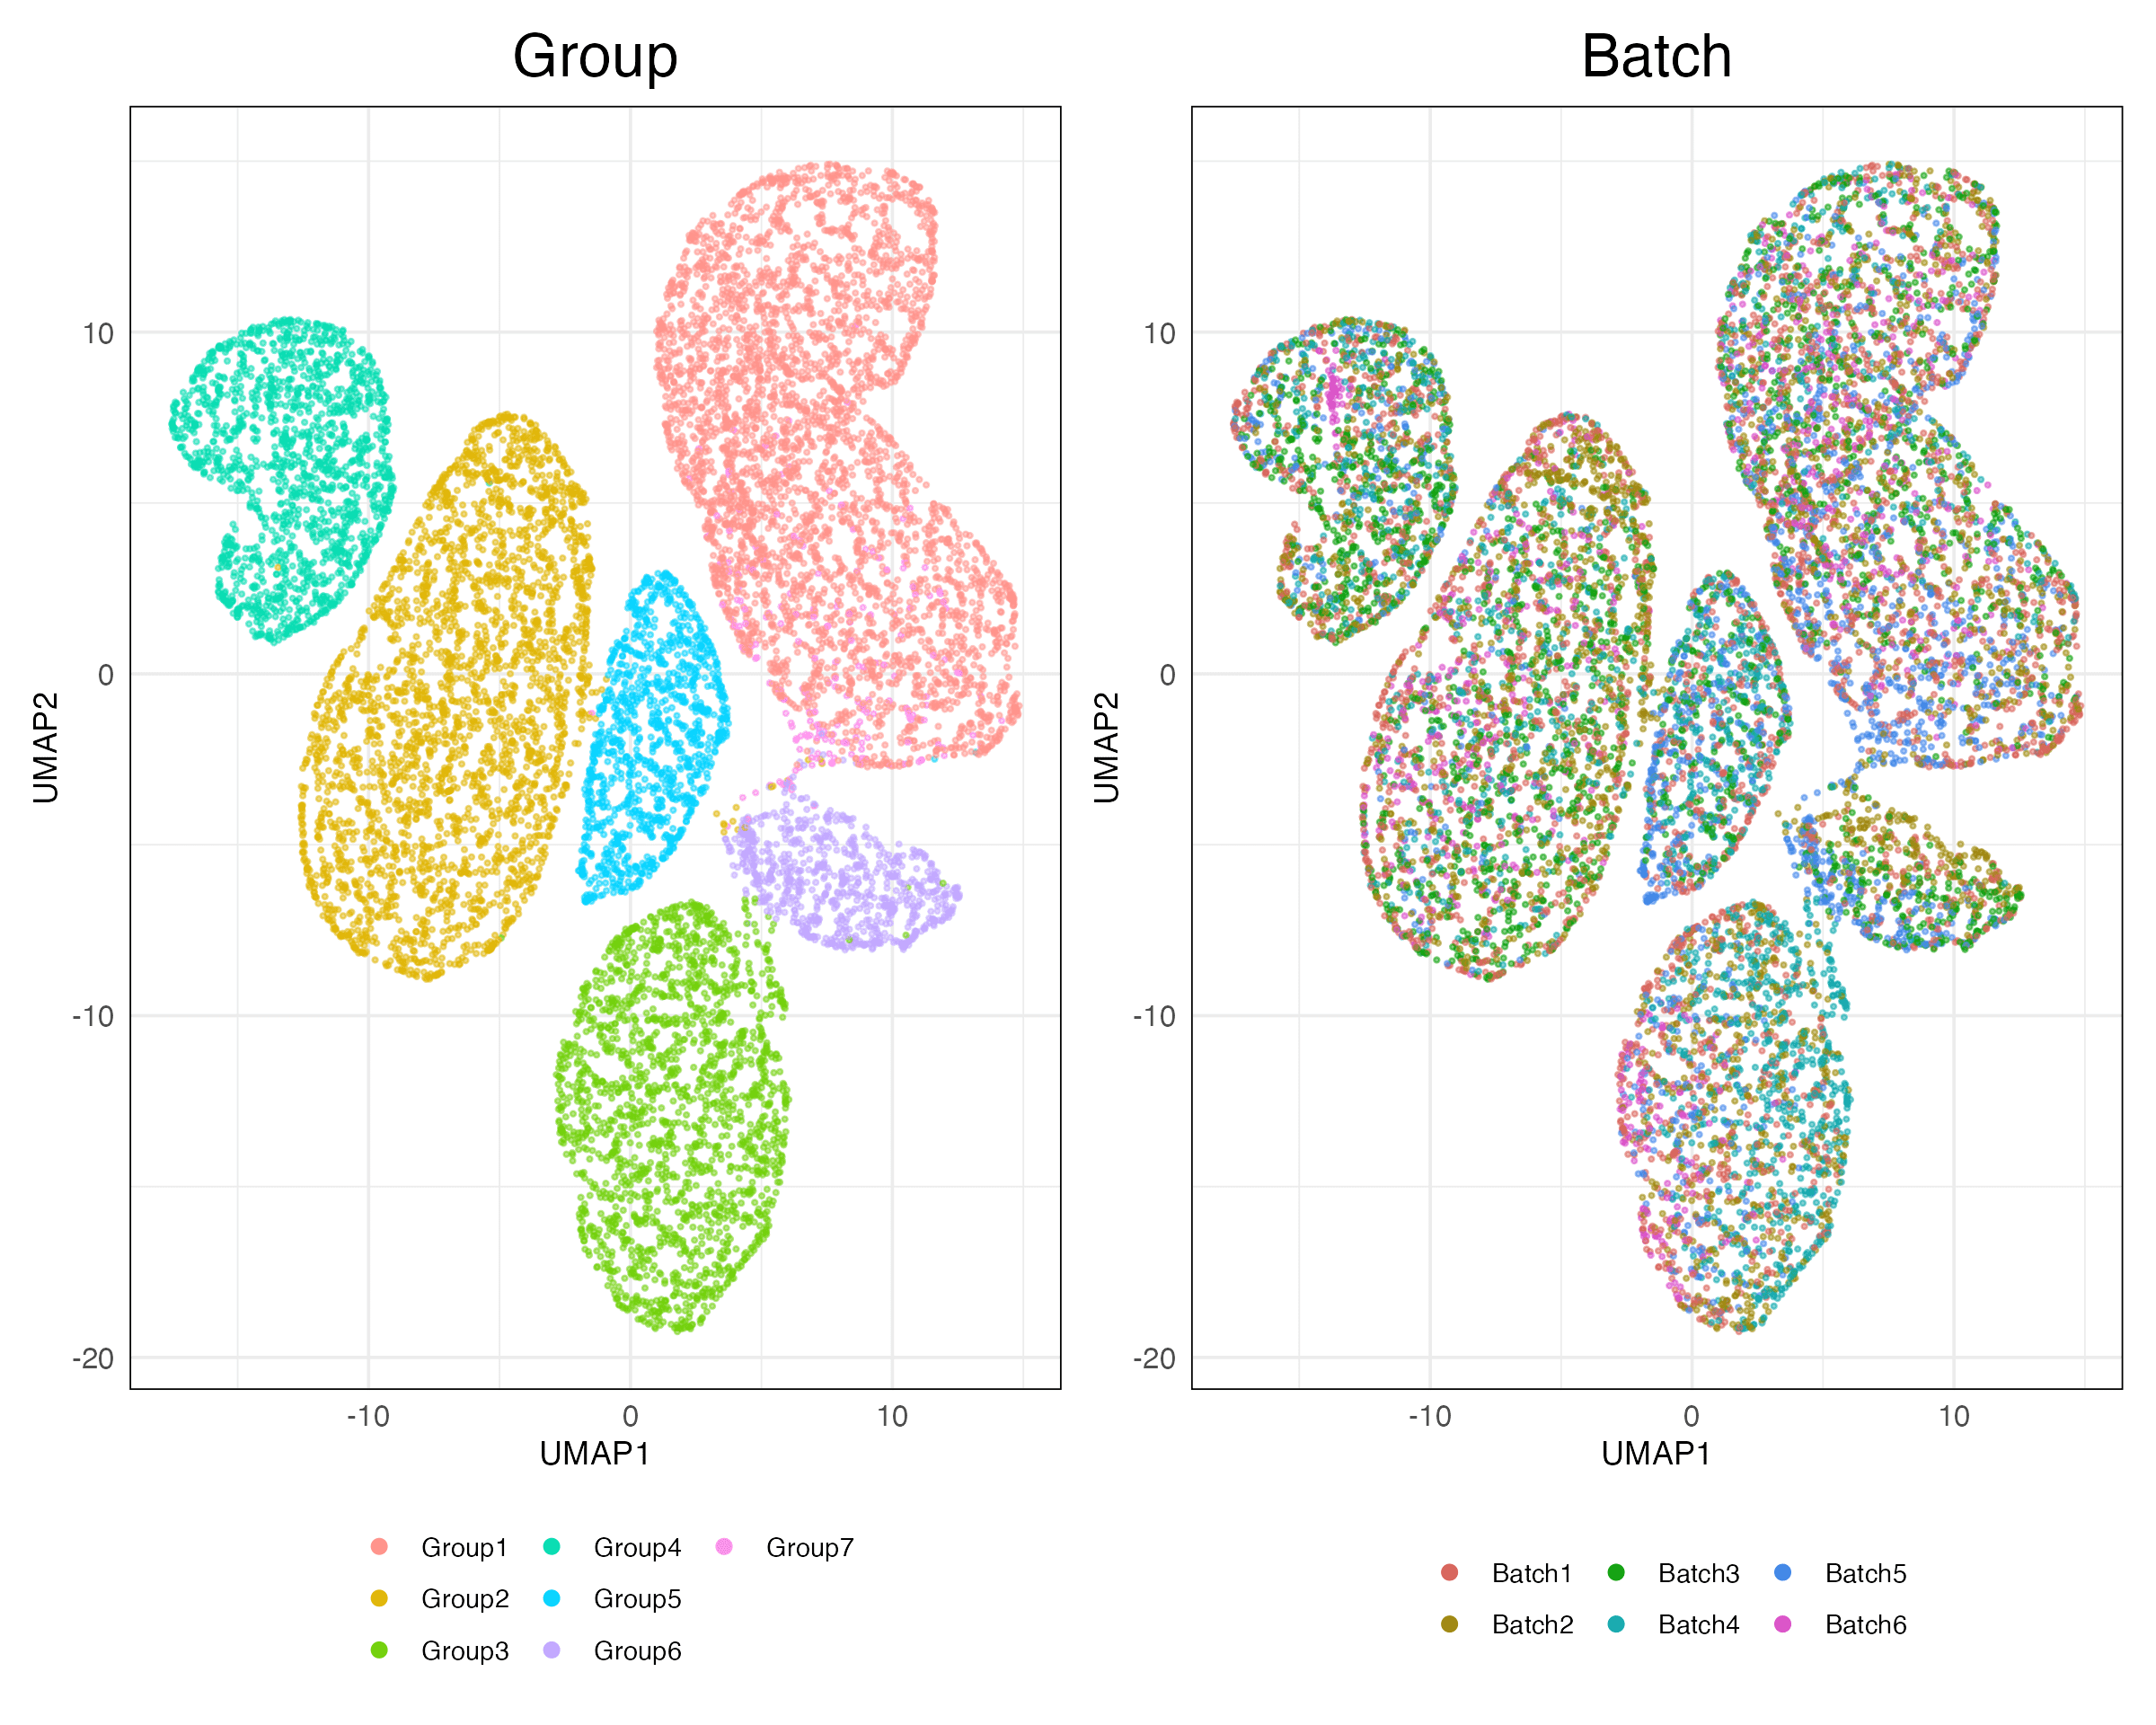 Group
Batch
UMAP2
10
0
-10
-20
-10 0 10
UMAP1
UMAP2
10
0
-10
-20
-10 0 10
UMAP1
Group1 Group4 Group7
Group2 Group5
Group3 Group6
Batch1 Batch3 Batch5
Batch2 Batch4 Batch6